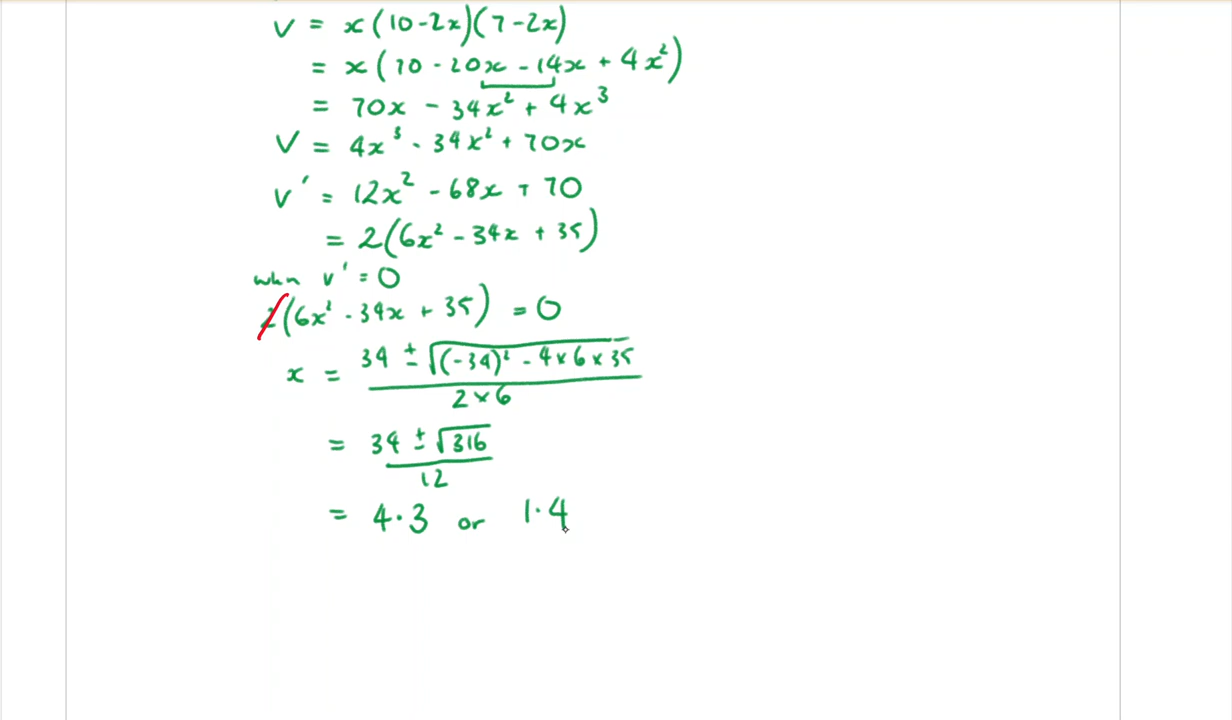 V = x(10-2x)(7-2x)
= x(70 - 20x - 14x + 4x²)
= 70x - 34x² + 4x³
V = 4x³ - 34x² + 70x
V' = 12x² - 68x + 70
= 2(6x² - 34x + 35)
when V' = 0
2(6x² - 34x + 35) = 0
x = 34 ± √((-34)² - 4×6×35)
2×6
= 34 ± √316
12
= 4.3 or 1.4